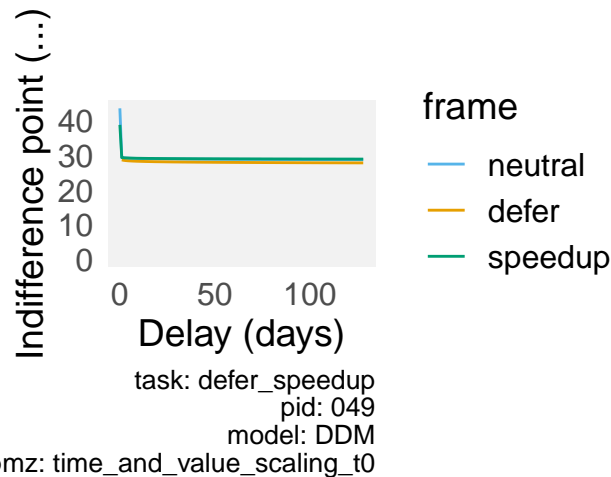 Indifference point (...)
40
30
20
10
0
0 50 100
Delay (days)
frame
neutral
defer
speedup
task: defer_speedup
pid: 049
model: DDM
mz: time_and_value_scaling_t0